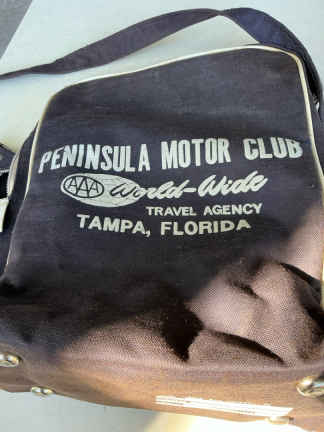 PENINSULA MOTOR CLUB
AAA World-Wide
TRAVEL AGENCY
TAMPA, FLORIDA